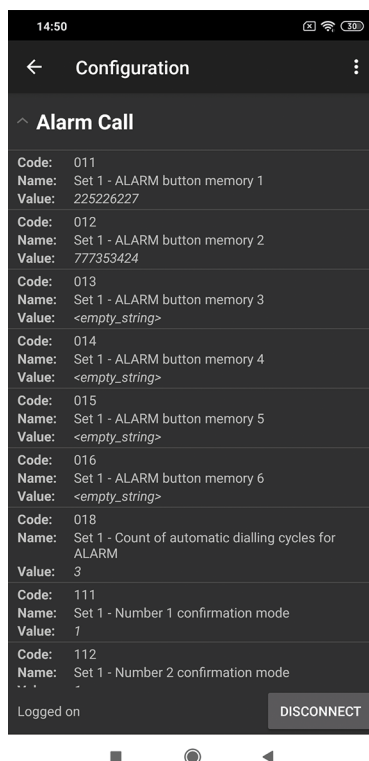 14:50
30
Configuration
Alarm Call
Code: 011
Name: Set 1 - ALARM button memory 1
Value: 225226227
Code: 012
Name: Set 1 - ALARM button memory 2
Value: 777353424
Code: 013
Name: Set 1 - ALARM button memory 3
Value: <empty_string>
Code: 014
Name: Set 1 - ALARM button memory 4
Value: <empty_string>
Code: 015
Name: Set 1 - ALARM button memory 5
Value: <empty_string>
Code: 016
Name: Set 1 - ALARM button memory 6
Value: <empty_string>
Code: 018
Name: Set 1 - Count of automatic dialling cycles for
ALARM
Value: 3
Code: 111
Name: Set 1 - Number 1 confirmation mode
Value: 1
Code: 112
Name: Set 1 - Number 2 confirmation mode
Logged on
DISCONNECT